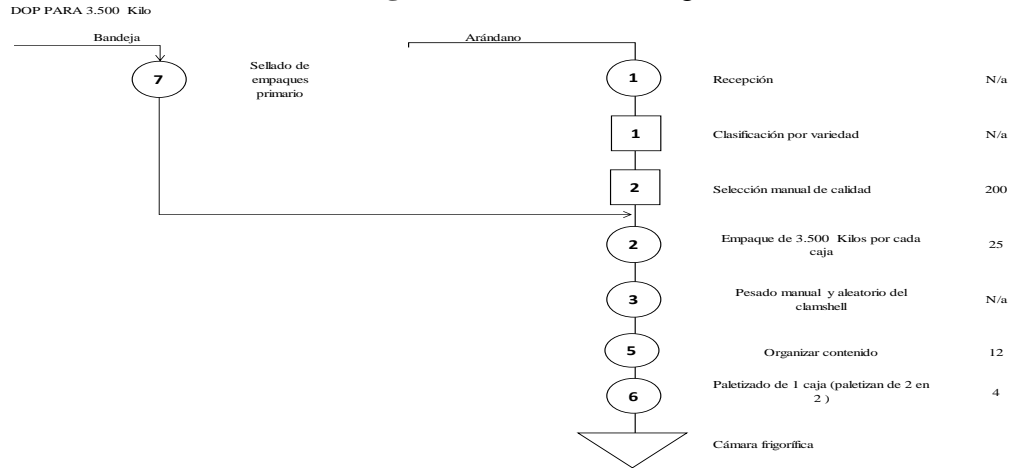 DOP PARA 3.500 Kilo
Bandeja
Arándano
7
Sellado de
empaques
primario
1
Recepción
N/a
1
Clasificación por variedad
N/a
2
Selección manual de calidad
200
2
Empaque de 3.500 Kilos por cada
caja
25
3
Pesado manual y aleatorio del
clamshell
N/a
5
Organizar contenido
12
6
Paletizado de 1 caja (paletizan de 2 en
2 )
4
Cámara frigorífica